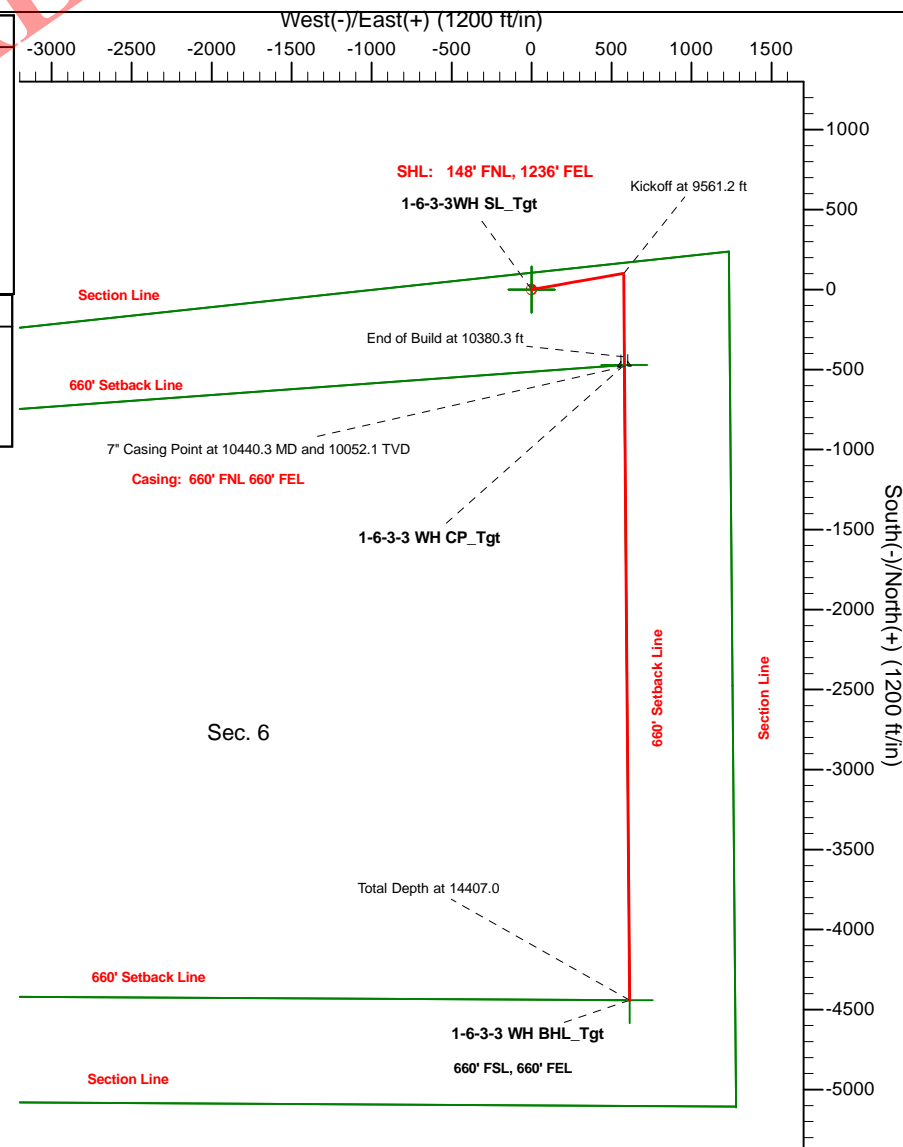 West(-)/East(+) (1200 ft/in)
-3000 -2500 -2000 -1500 -1000 -500 0 500 1000 1500
1000
500
0
-500
-1000
-1500
-2000
-2500
-3000
-3500
-4000
-4500
-5000
South(-)/North(+) (1200 ft/in)
SHL: 148' FNL, 1236' FEL
1-6-3-3WH SL_Tgt
Kickoff at 9561.2 ft
Section Line
End of Build at 10380.3 ft
660' Setback Line
7" Casing Point at 10440.3 MD and 10052.1 TVD
Casing: 660' FNL 660' FEL
1-6-3-3 WH CP_Tgt
660' Setback Line
Section Line
Sec. 6
Total Depth at 14407.0
660' Setback Line
1-6-3-3 WH BHL_Tgt
660' FSL, 660' FEL
Section Line